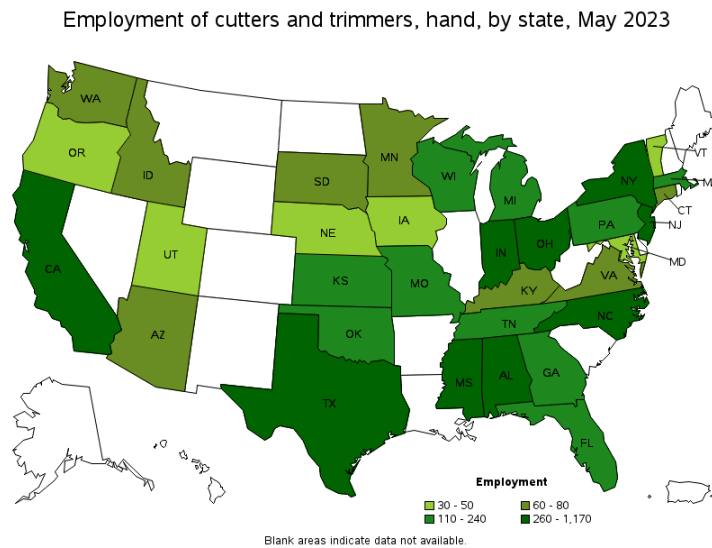 Employment of cutters and trimmers, hand, by state, May 2023
WA
OR
ID
MN
SD
WI
MI
NY
VT
M
CT
NJ
MD
PA
IA
NE
UT
CA
AZ
KS
MO
IN
OH
KY
VA
TN
NC
OK
TX
MS
AL
GA
FL
Employment
30 - 50
60 - 80
110 - 240
260 - 1,170
Blank areas indicate data not available.